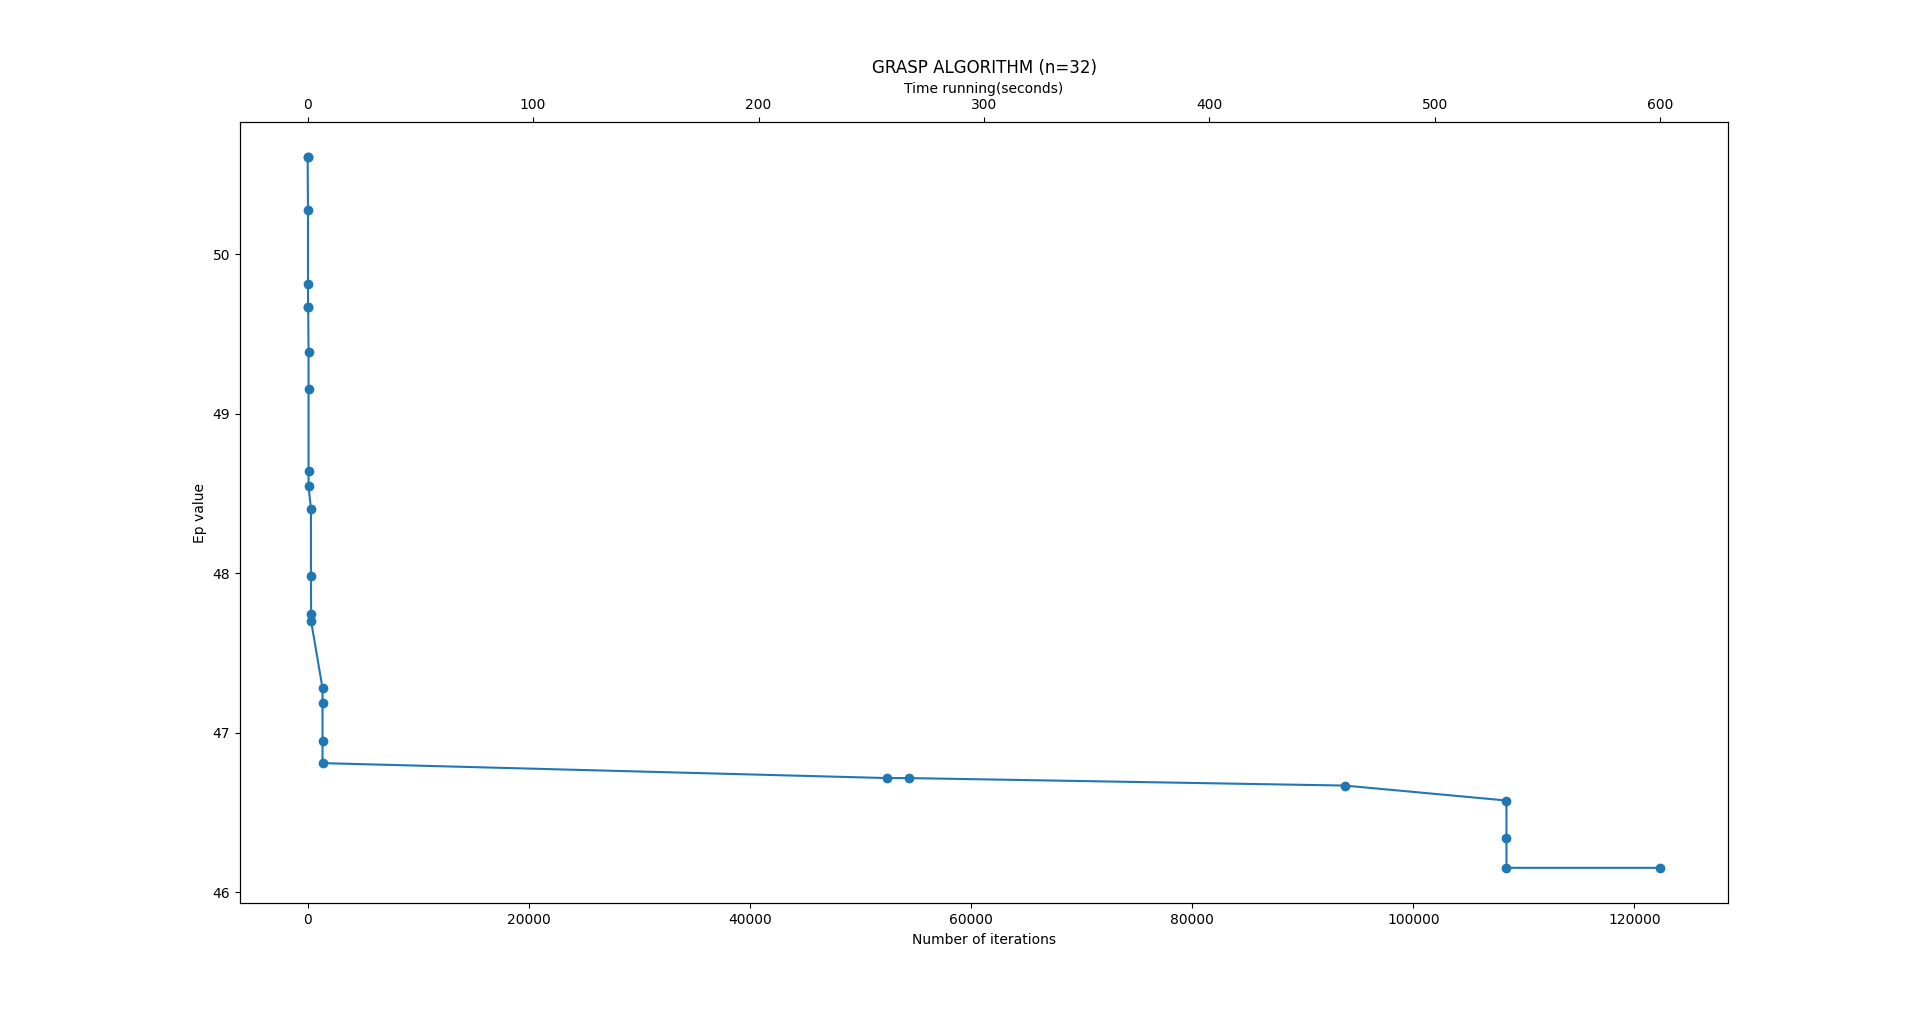 GRASP ALGORITHM (n=32)
Time running(seconds)
0 100 200 300 400 500 600
50
49
48
47
46
Ep value
0 20000 40000 60000 80000 100000 120000
Number of iterations